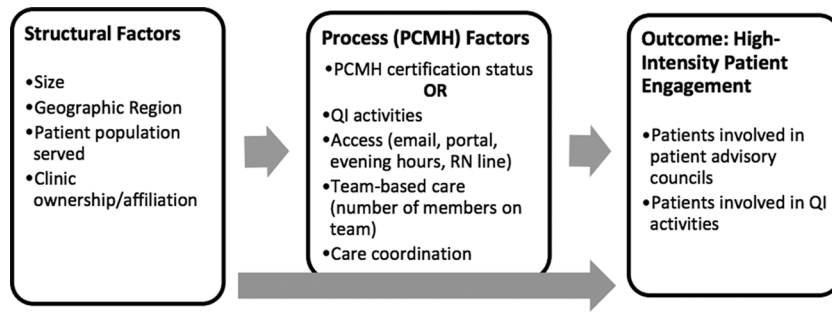 Structural Factors
•Size
•Geographic Region
•Patient population
served
•Clinic
ownership/affiliation
Process (PCMH) Factors
•PCMH certification status
OR
•QI activities
•Access (email, portal,
evening hours, RN line)
•Team-based care
(number of members on
team)
•Care coordination
Outcome: High-
Intensity Patient
Engagement
•Patients involved in
patient advisory
councils
•Patients involved in QI
activities